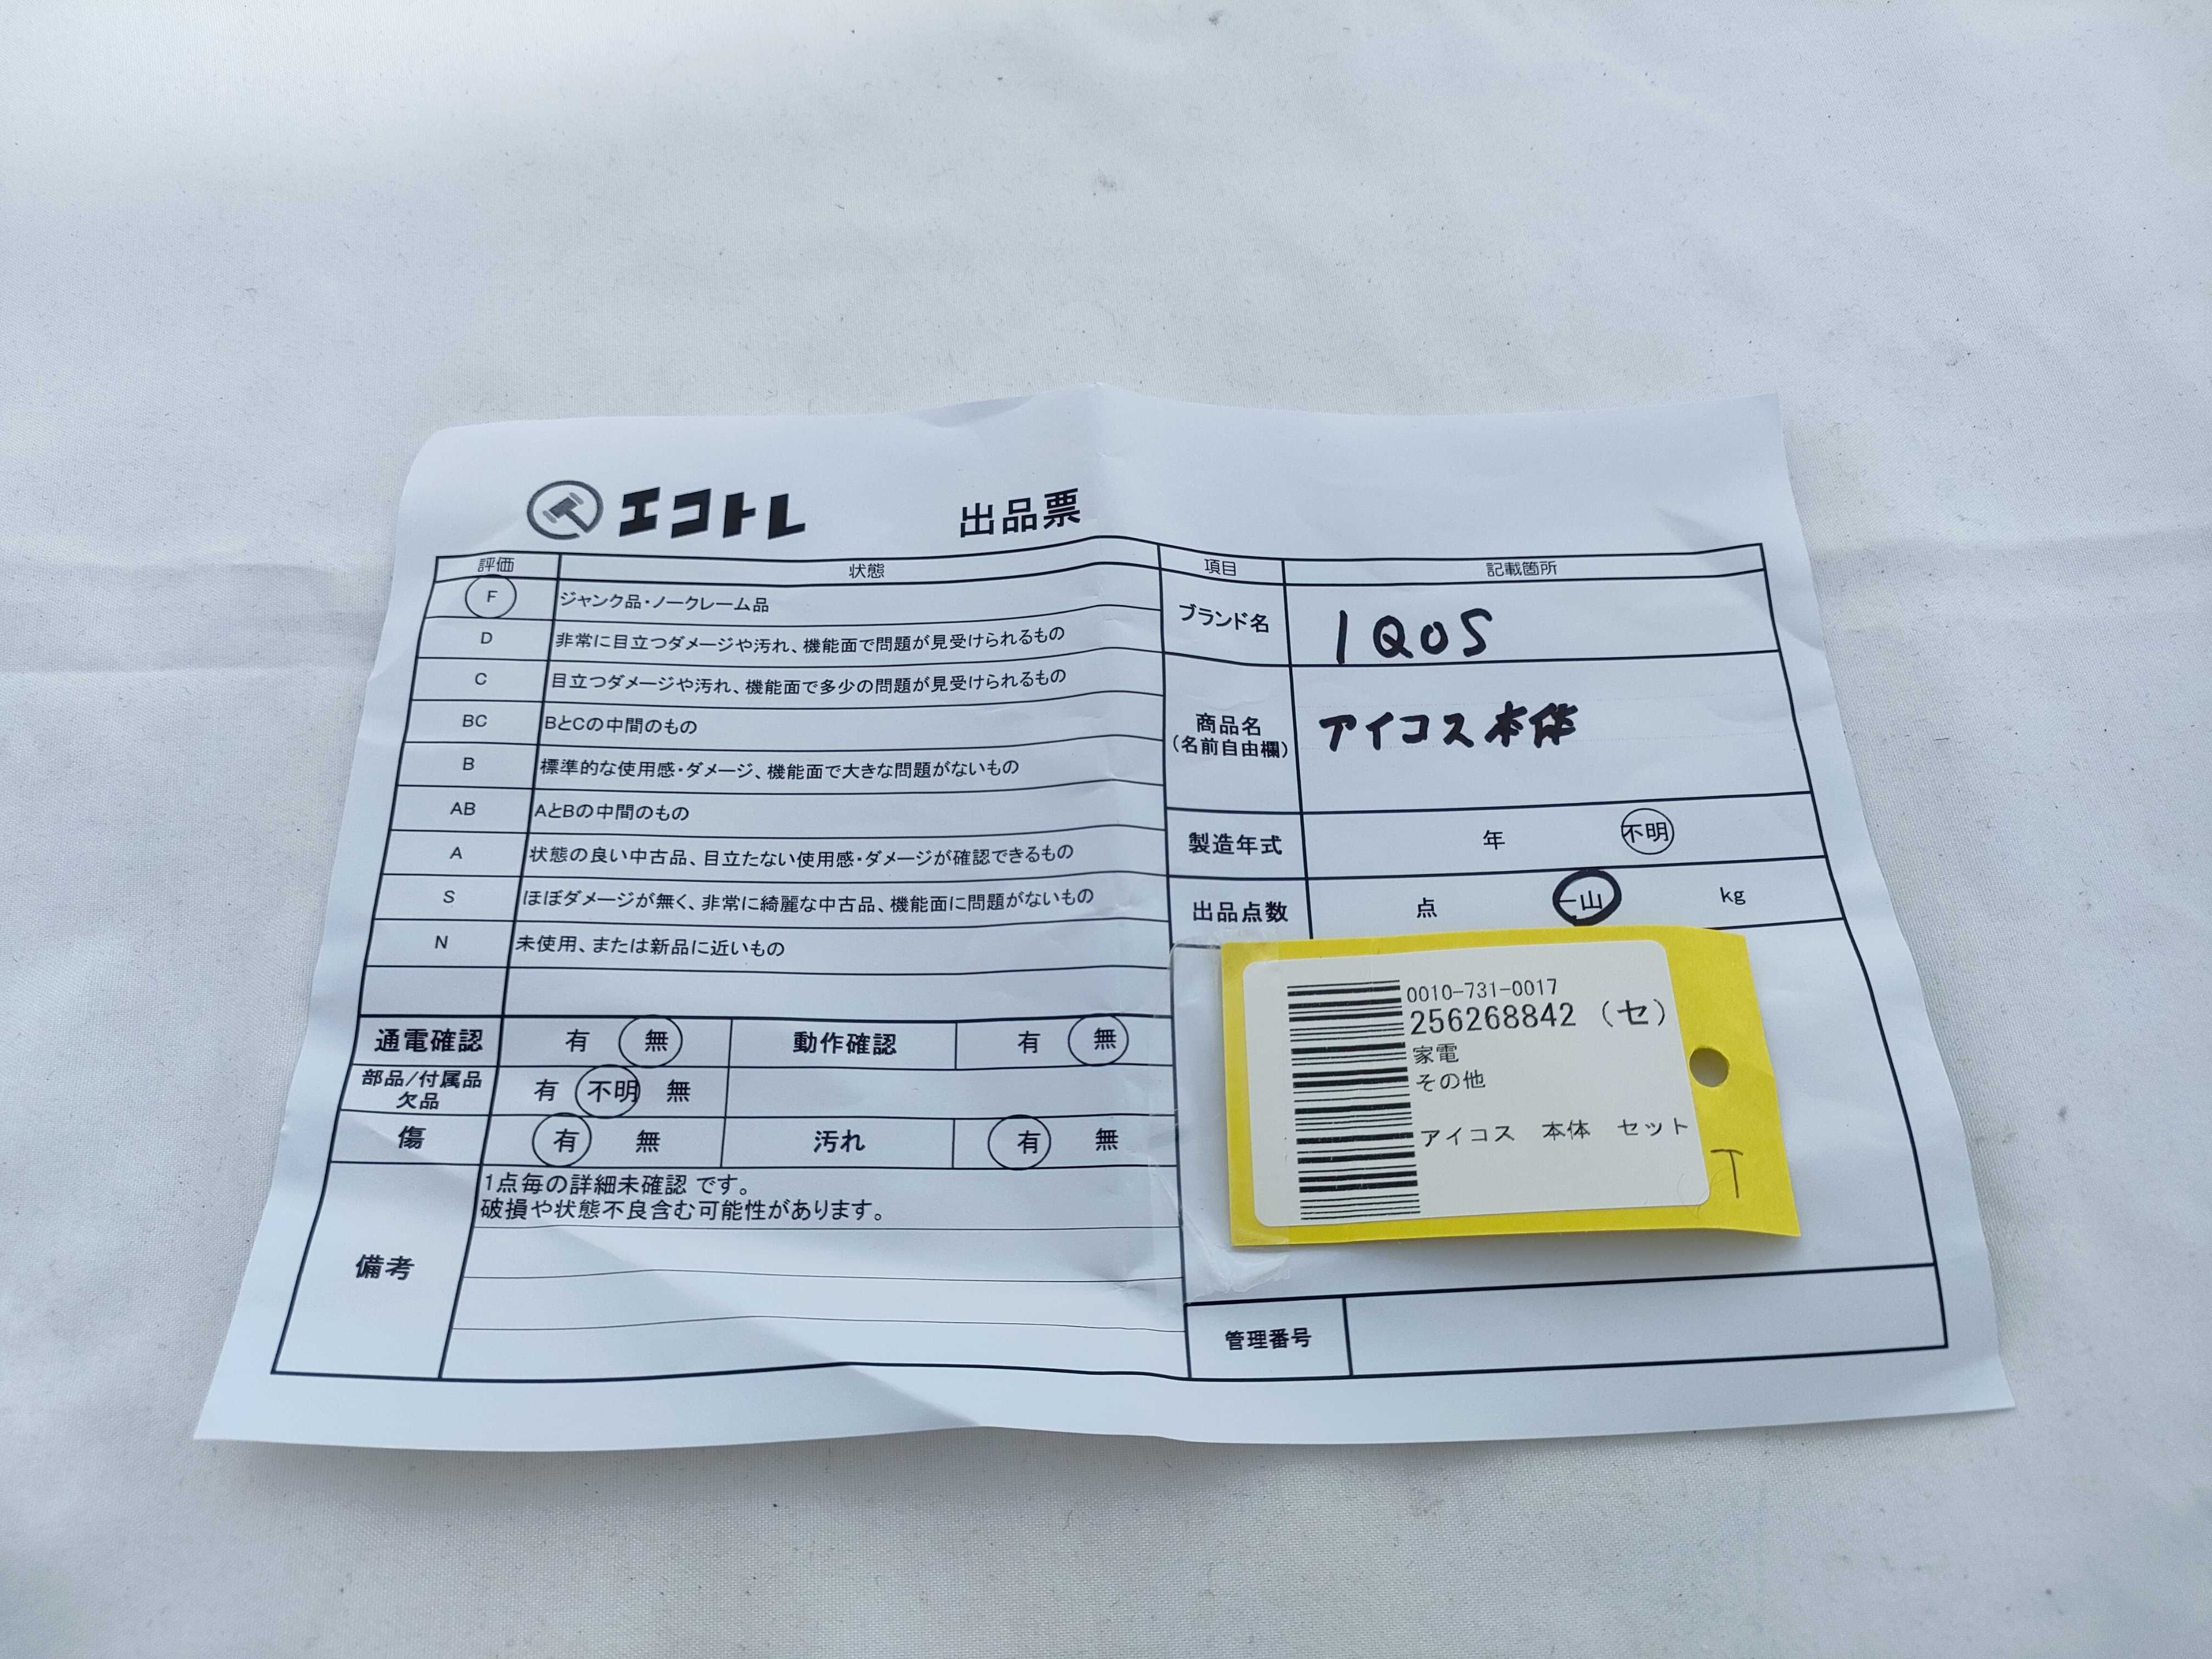 エコトレ 出品票
評価 状態
F ジャンク品・ノークレーム品
D 非常に目立つダメージや汚れ、機能面で問題が見受けられるもの
C 目立つダメージや汚れ、機能面で多少の問題が見受けられるもの
BC BとCの中間のもの
B 標準的な使用感・ダメージ、機能面で大きな問題がないもの
AB AとBの中間のもの
A 状態の良い中古品、目立たない使用感・ダメージが確認できるもの
S ほぼダメージが無く、非常に綺麗な中古品、機能面に問題がないもの
N 未使用、または新品に近いもの
通電確認 有 無 動作確認 有 無
部品/付属品
欠品 有 不明 無
傷 有 無 汚れ 有 無
備考
1点毎の詳細未確認 です。
破損や状態不良含む可能性があります。
項目 記載箇所
ブランド名 IQOS
商品名
(名前自由欄) アイコス本体
製造年式 年 不明
出品点数 点 一山 kg
0010-731-0017
256268842 (セ)
家電
その他
アイコス 本体 セット
T
管理番号